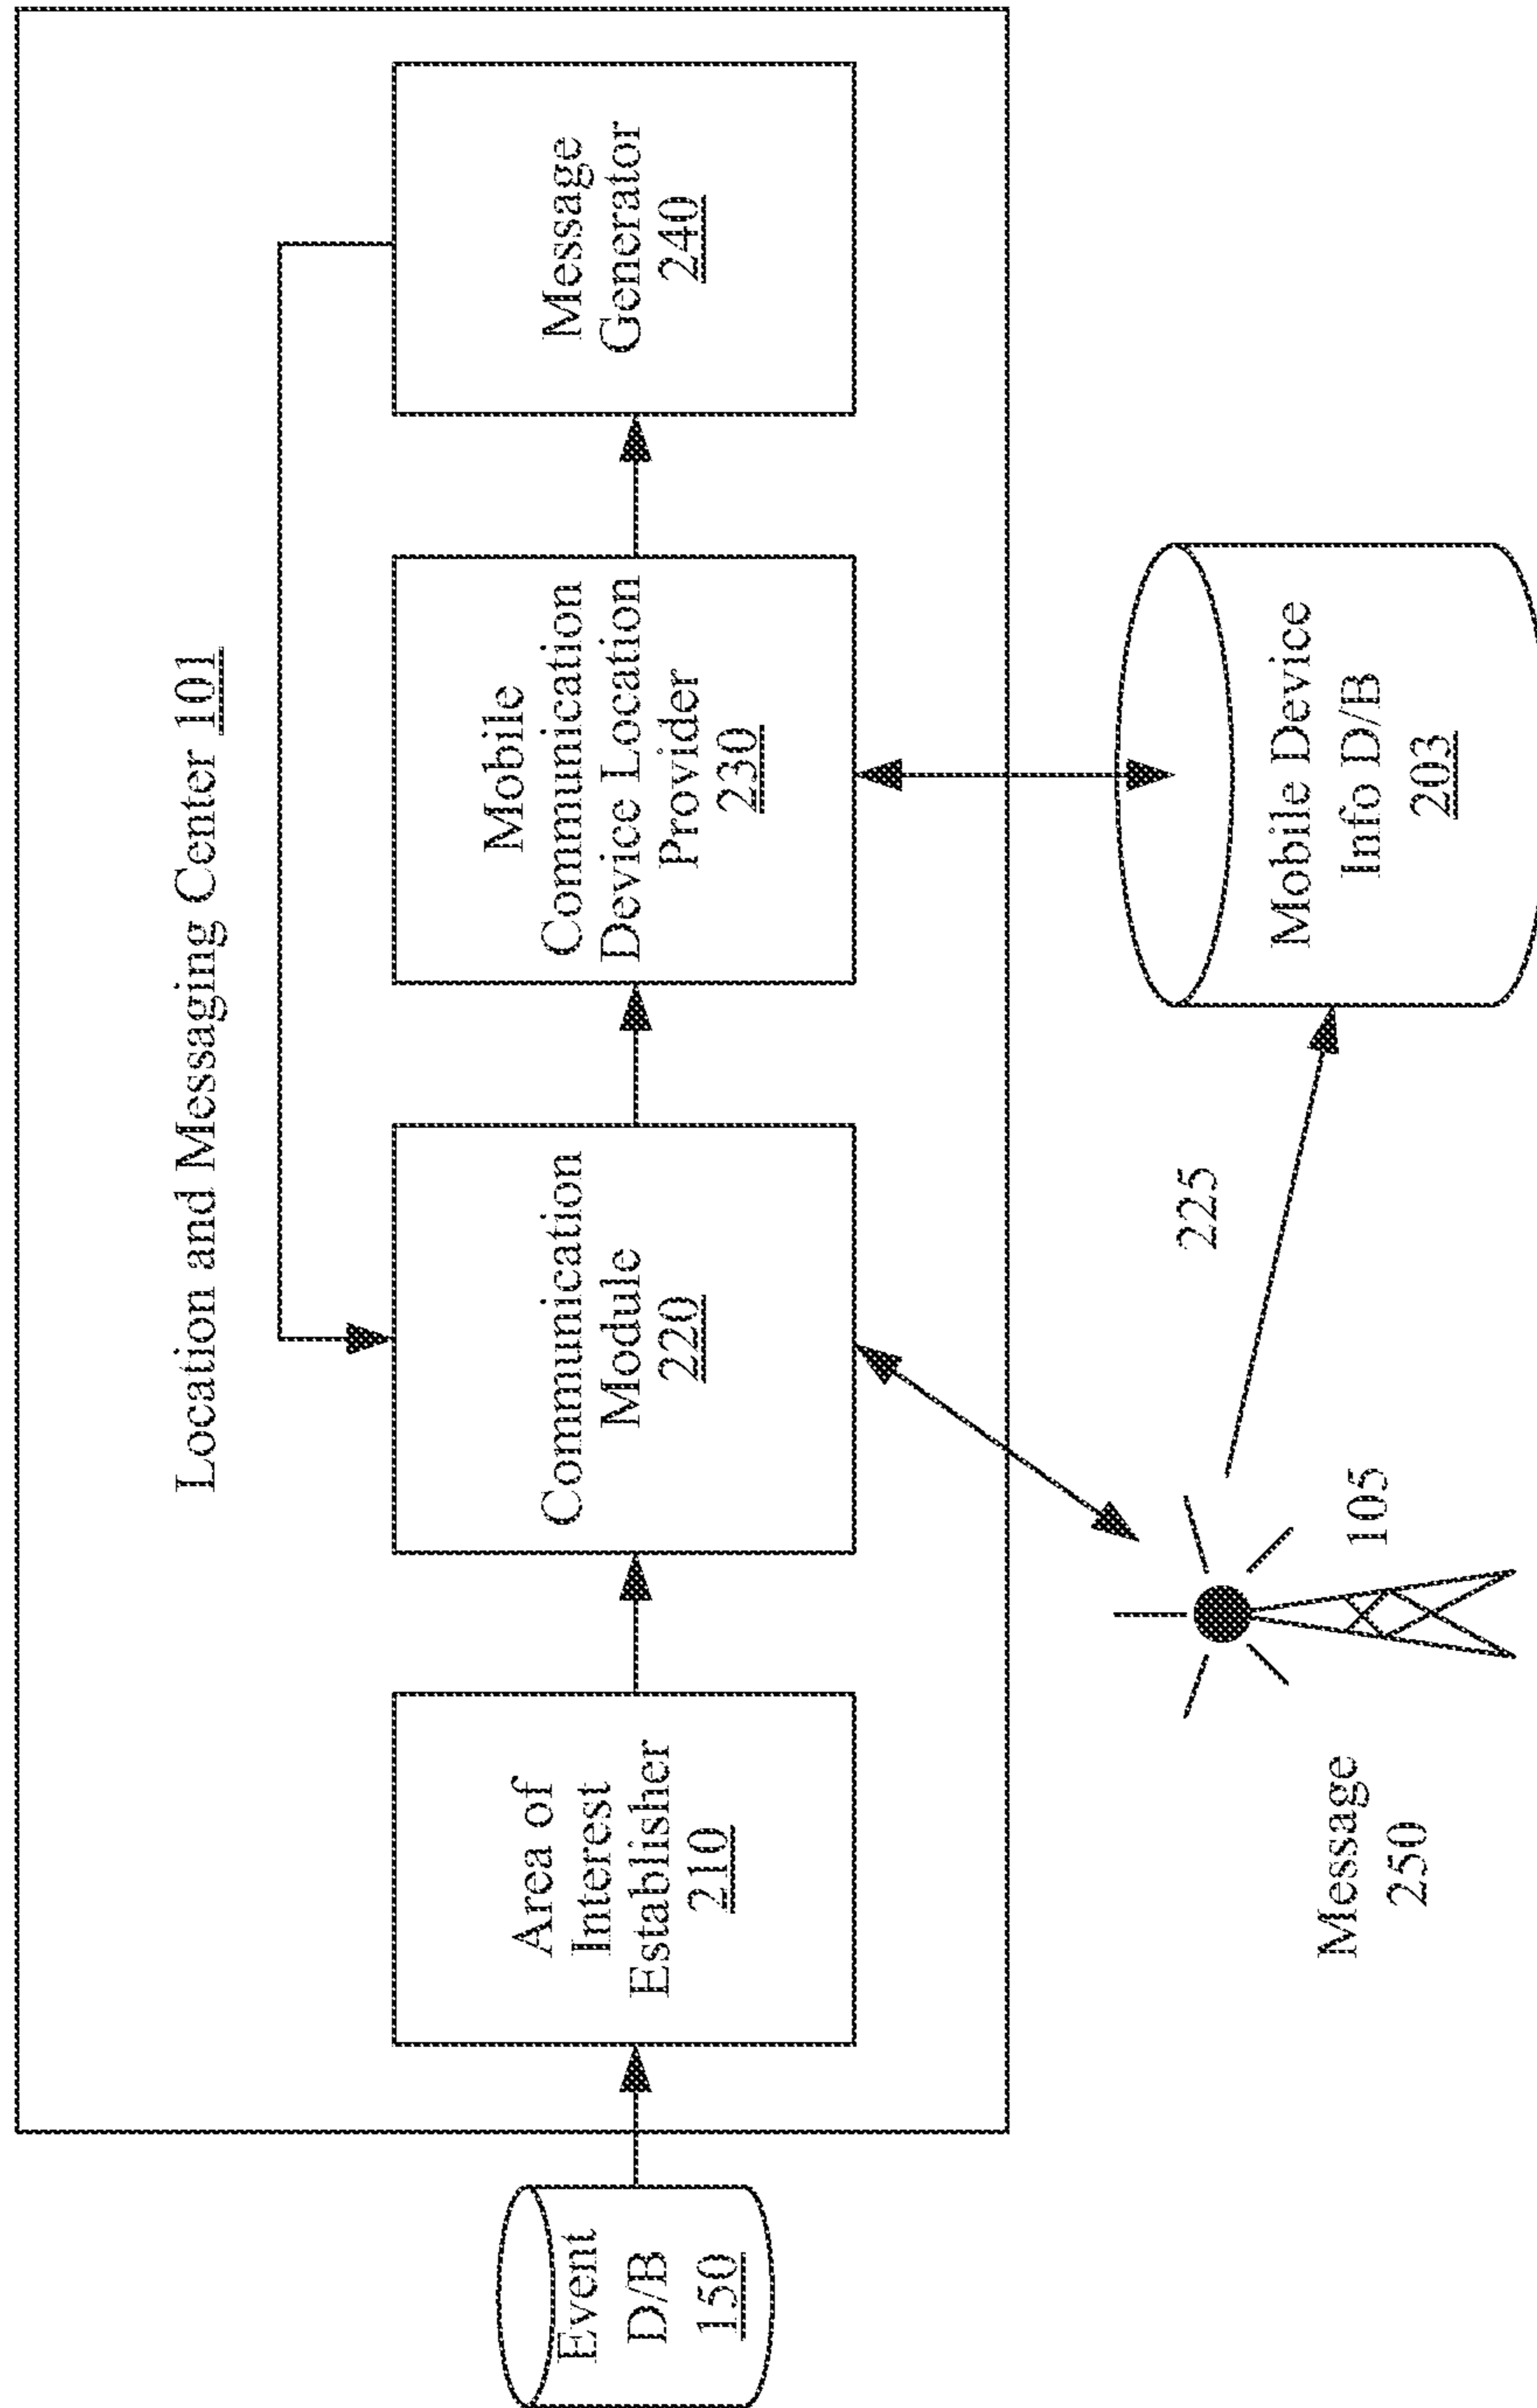 Location and Messaging Center 101
Event
D/B
150
Area of
Interest
Establisher
210
Communication
Module
220
Mobile
Communication
Device Location
Provider
230
Message
Generator
240
Message
250
105
225
Mobile Device
Info D/B
203